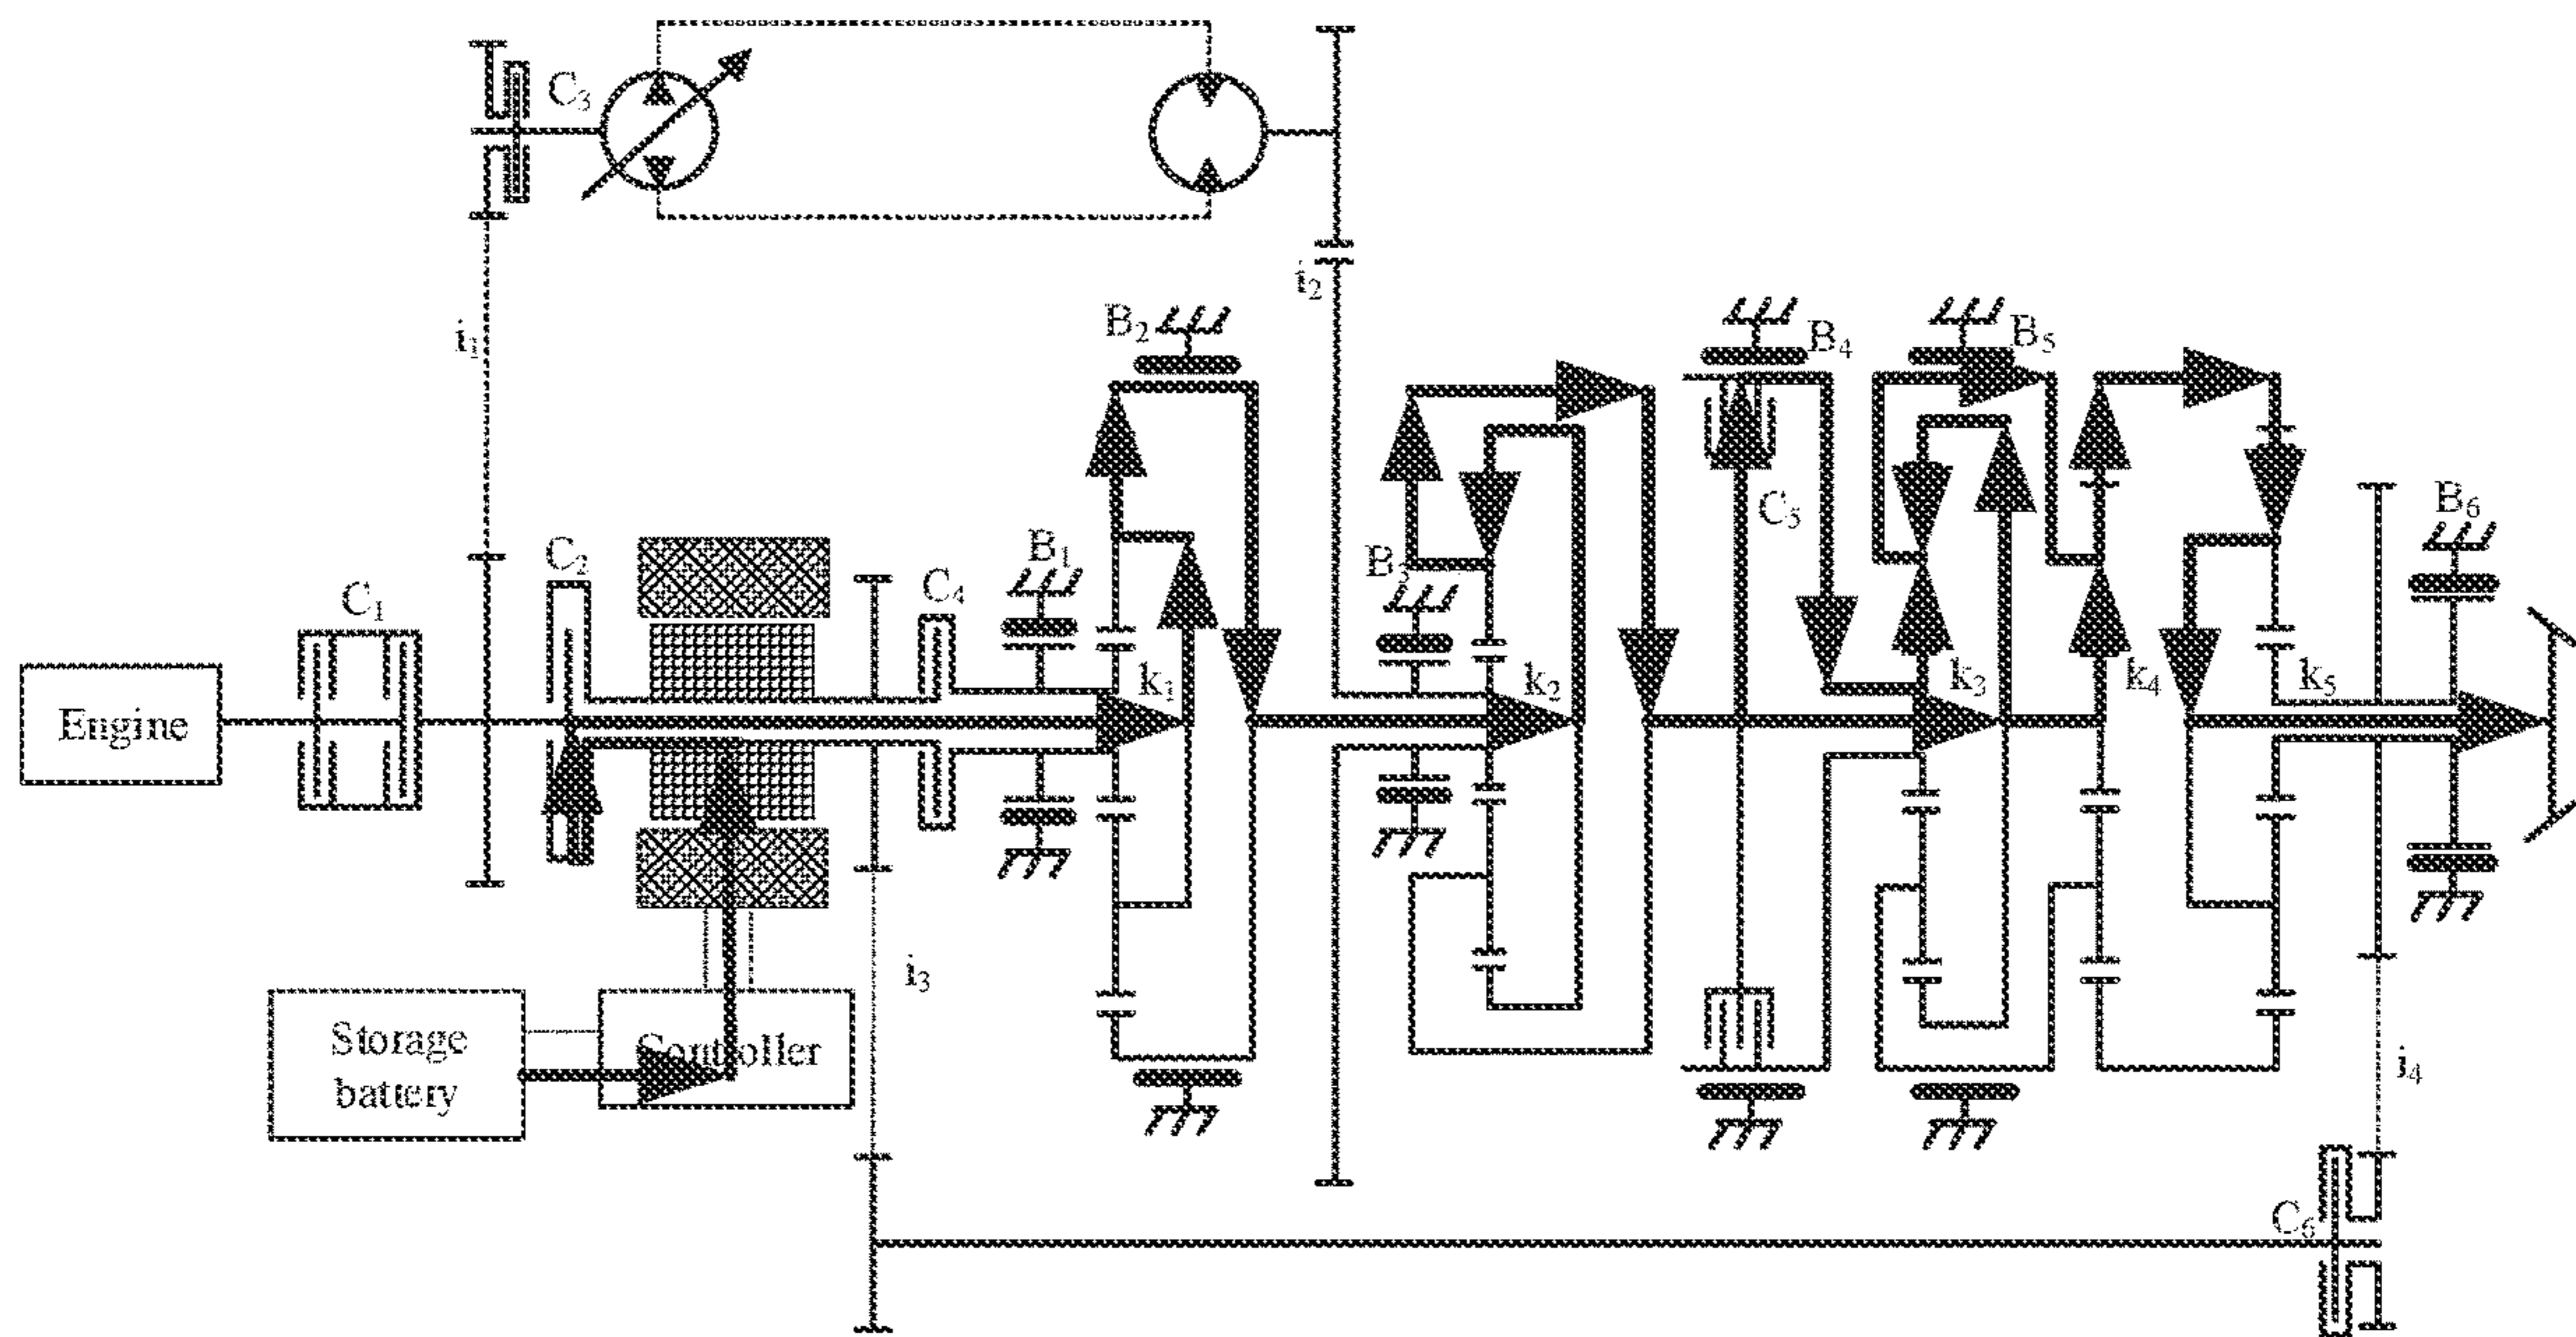 C₃
i₂
i₁
B₂
B₄
B₅
C₅
B₆
C₂
B₁
B₃
C₄
C₁
k₁
k₂
k₃
k₄
k₅
Engine
i₃
Storage
battery
Controller
i₄
C₆